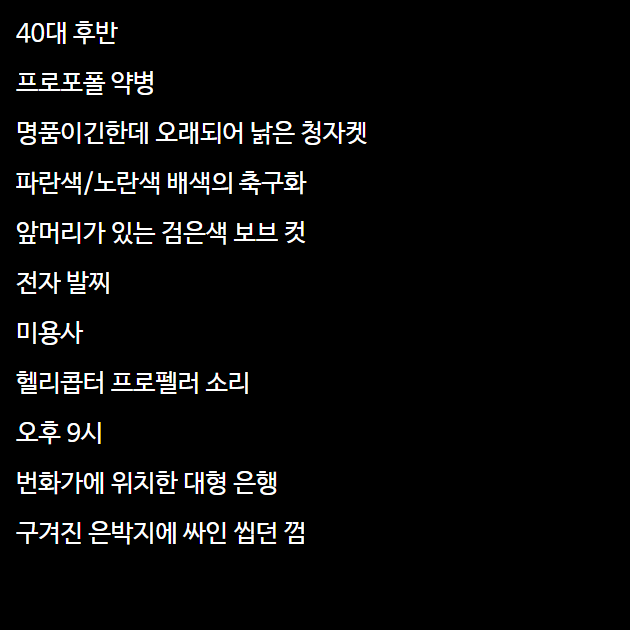 40대 후반
프로포폴 약병
명품이긴한데 오래되어 낡은 청자켓
파란색/노란색 배색의 축구화
앞머리가 있는 검은색 보브 컷
전자 발찌
미용사
헬리콥터 프로펠러 소리
오후 9시
번화가에 위치한 대형 은행
구겨진 은박지에 싸인 씹던 껌